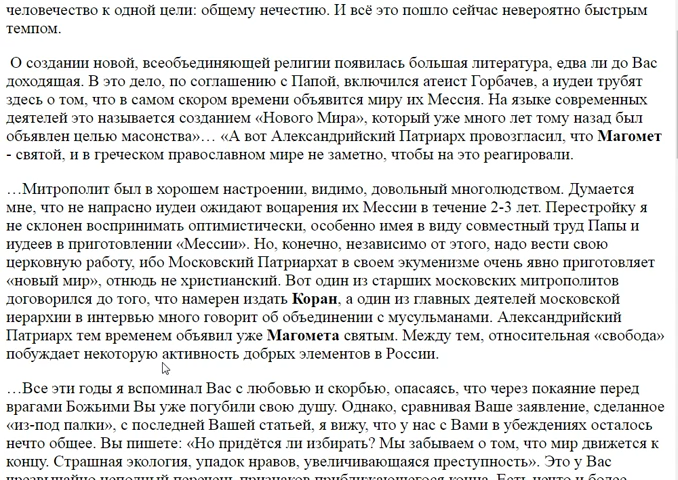 человечество к одной цели: общему нечестию. И всё это пошло сейчас невероятно быстрым
темпом.
О создании новой, всеобъединяющей религии появилась большая литература, едва ли до Вас
доходящая. В это дело, по соглашению с Папой, включился атеист Горбачев, а иудеи трубят
здесь о том, что в самом скором времени объявится миру их Мессия. На языке современных
деятелей это называется созданием «Нового Мира», который уже много лет тому назад был
объявлен целью масонства»… «А вот Александрийский Патриарх провозгласил, что Магомет
- святой, и в греческом православном мире не заметно, чтобы на это реагировали.
…Митрополит был в хорошем настроении, видимо, довольный многолюдством. Думается
мне, что не напрасно иудеи ожидают воцарения их Мессии в течение 2-3 лет. Перестройку я
не склонен воспринимать оптимистически, особенно имея в виду совместный труд Папы и
иудеев в приготовлении «Мессии». Но, конечно, независимо от этого, надо вести свою
церковную работу, ибо Московский Патриархат в своем экуменизме очень явно приготовляет
«новый мир», отнюдь не христианский. Вот один из старших московских митрополитов
договорился до того, что намерен издать Коран, а один из главных деятелей московской
иерархии в интервью много говорит об объединении с мусульманами. Александрийский
Патриарх тем временем объявил уже Магомета святым. Между тем, относительная «свобода»
побуждает некоторую активность добрых элементов в России.
…Все эти годы я вспоминал Вас с любовью и скорбью, опасаясь, что через покаяние перед
врагами Божьими Вы уже погубили свою душу. Однако, сравнивая Ваше заявление, сделанное
«из-под палки», с последней Вашей статьей, я вижу, что у нас с Вами в убеждениях осталось
нечто общее. Вы пишете: «Но придётся ли избирать? Мы забываем о том, что мир движется к
концу. Страшная экология, упадок нравов, увеличивающаяся преступность». Это у Вас